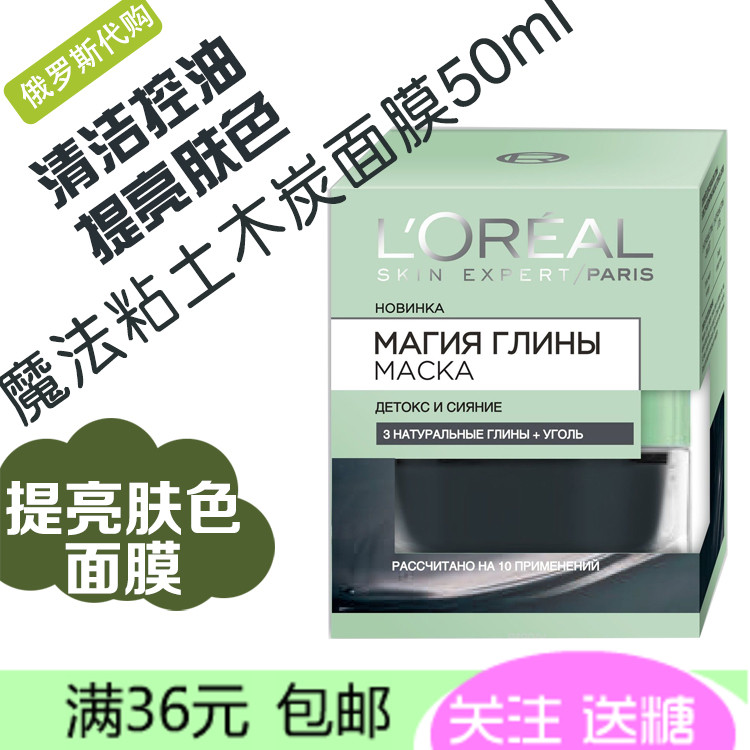 俄罗斯代购
清洁控油
提亮肤色
魔法粘土木炭面膜50ml
L'ORÉAL
SKIN EXPERT/PARIS
НОВИНКА
МАГИЯ ГЛИНЫ
МАСКА
ДЕТОКС И СИЯНИЕ
3 НАТУРАЛЬНЫЕ ГЛИНЫ + УГОЛЬ
РАССЧИТАНО НА 10 ПРИМЕНЕНИЙ
提亮肤色
面膜
满36元 包邮
关注 送糖